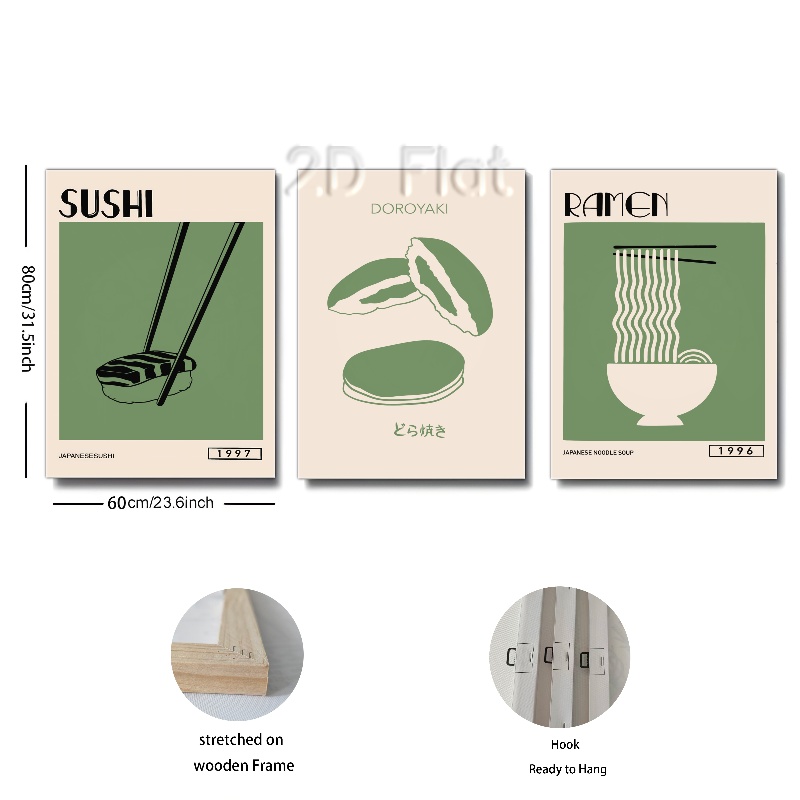 2D Flat
SUSHI
DOROYAKI
RAMEN
80cm/31.5inch
どら焼き
JAPANESESUSHI
1997
JAPANESE NOODLE SOUP
1996
60cm/23.6inch
stretched on
wooden Frame
Hook
Ready to Hang